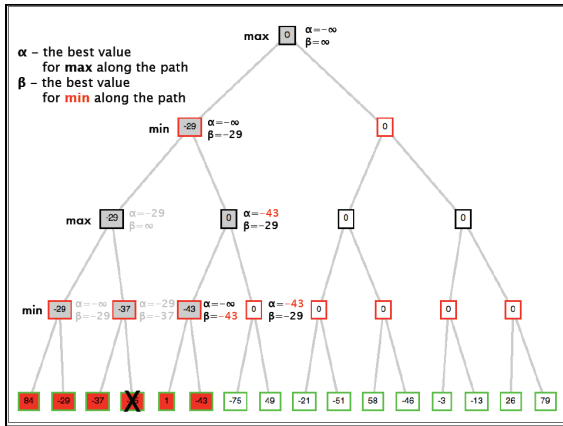 max 0 α=-∞
β=∞
α - the best value
for max along the path
β - the best value
for min along the path
min -29 α=-∞ 0
β=-29
max -29 α=-29 0 α=-43 0 0
β=∞ β=-29
min -29 α=-∞ -37 α=-29 -43 α=-∞ 0 α=-43 0 0 0 0
β=-29 β=-37 β=-43 β=-29
84 -29 -37 X 1 -43 -75 49 -21 -51 58 -46 -3 -13 26 79